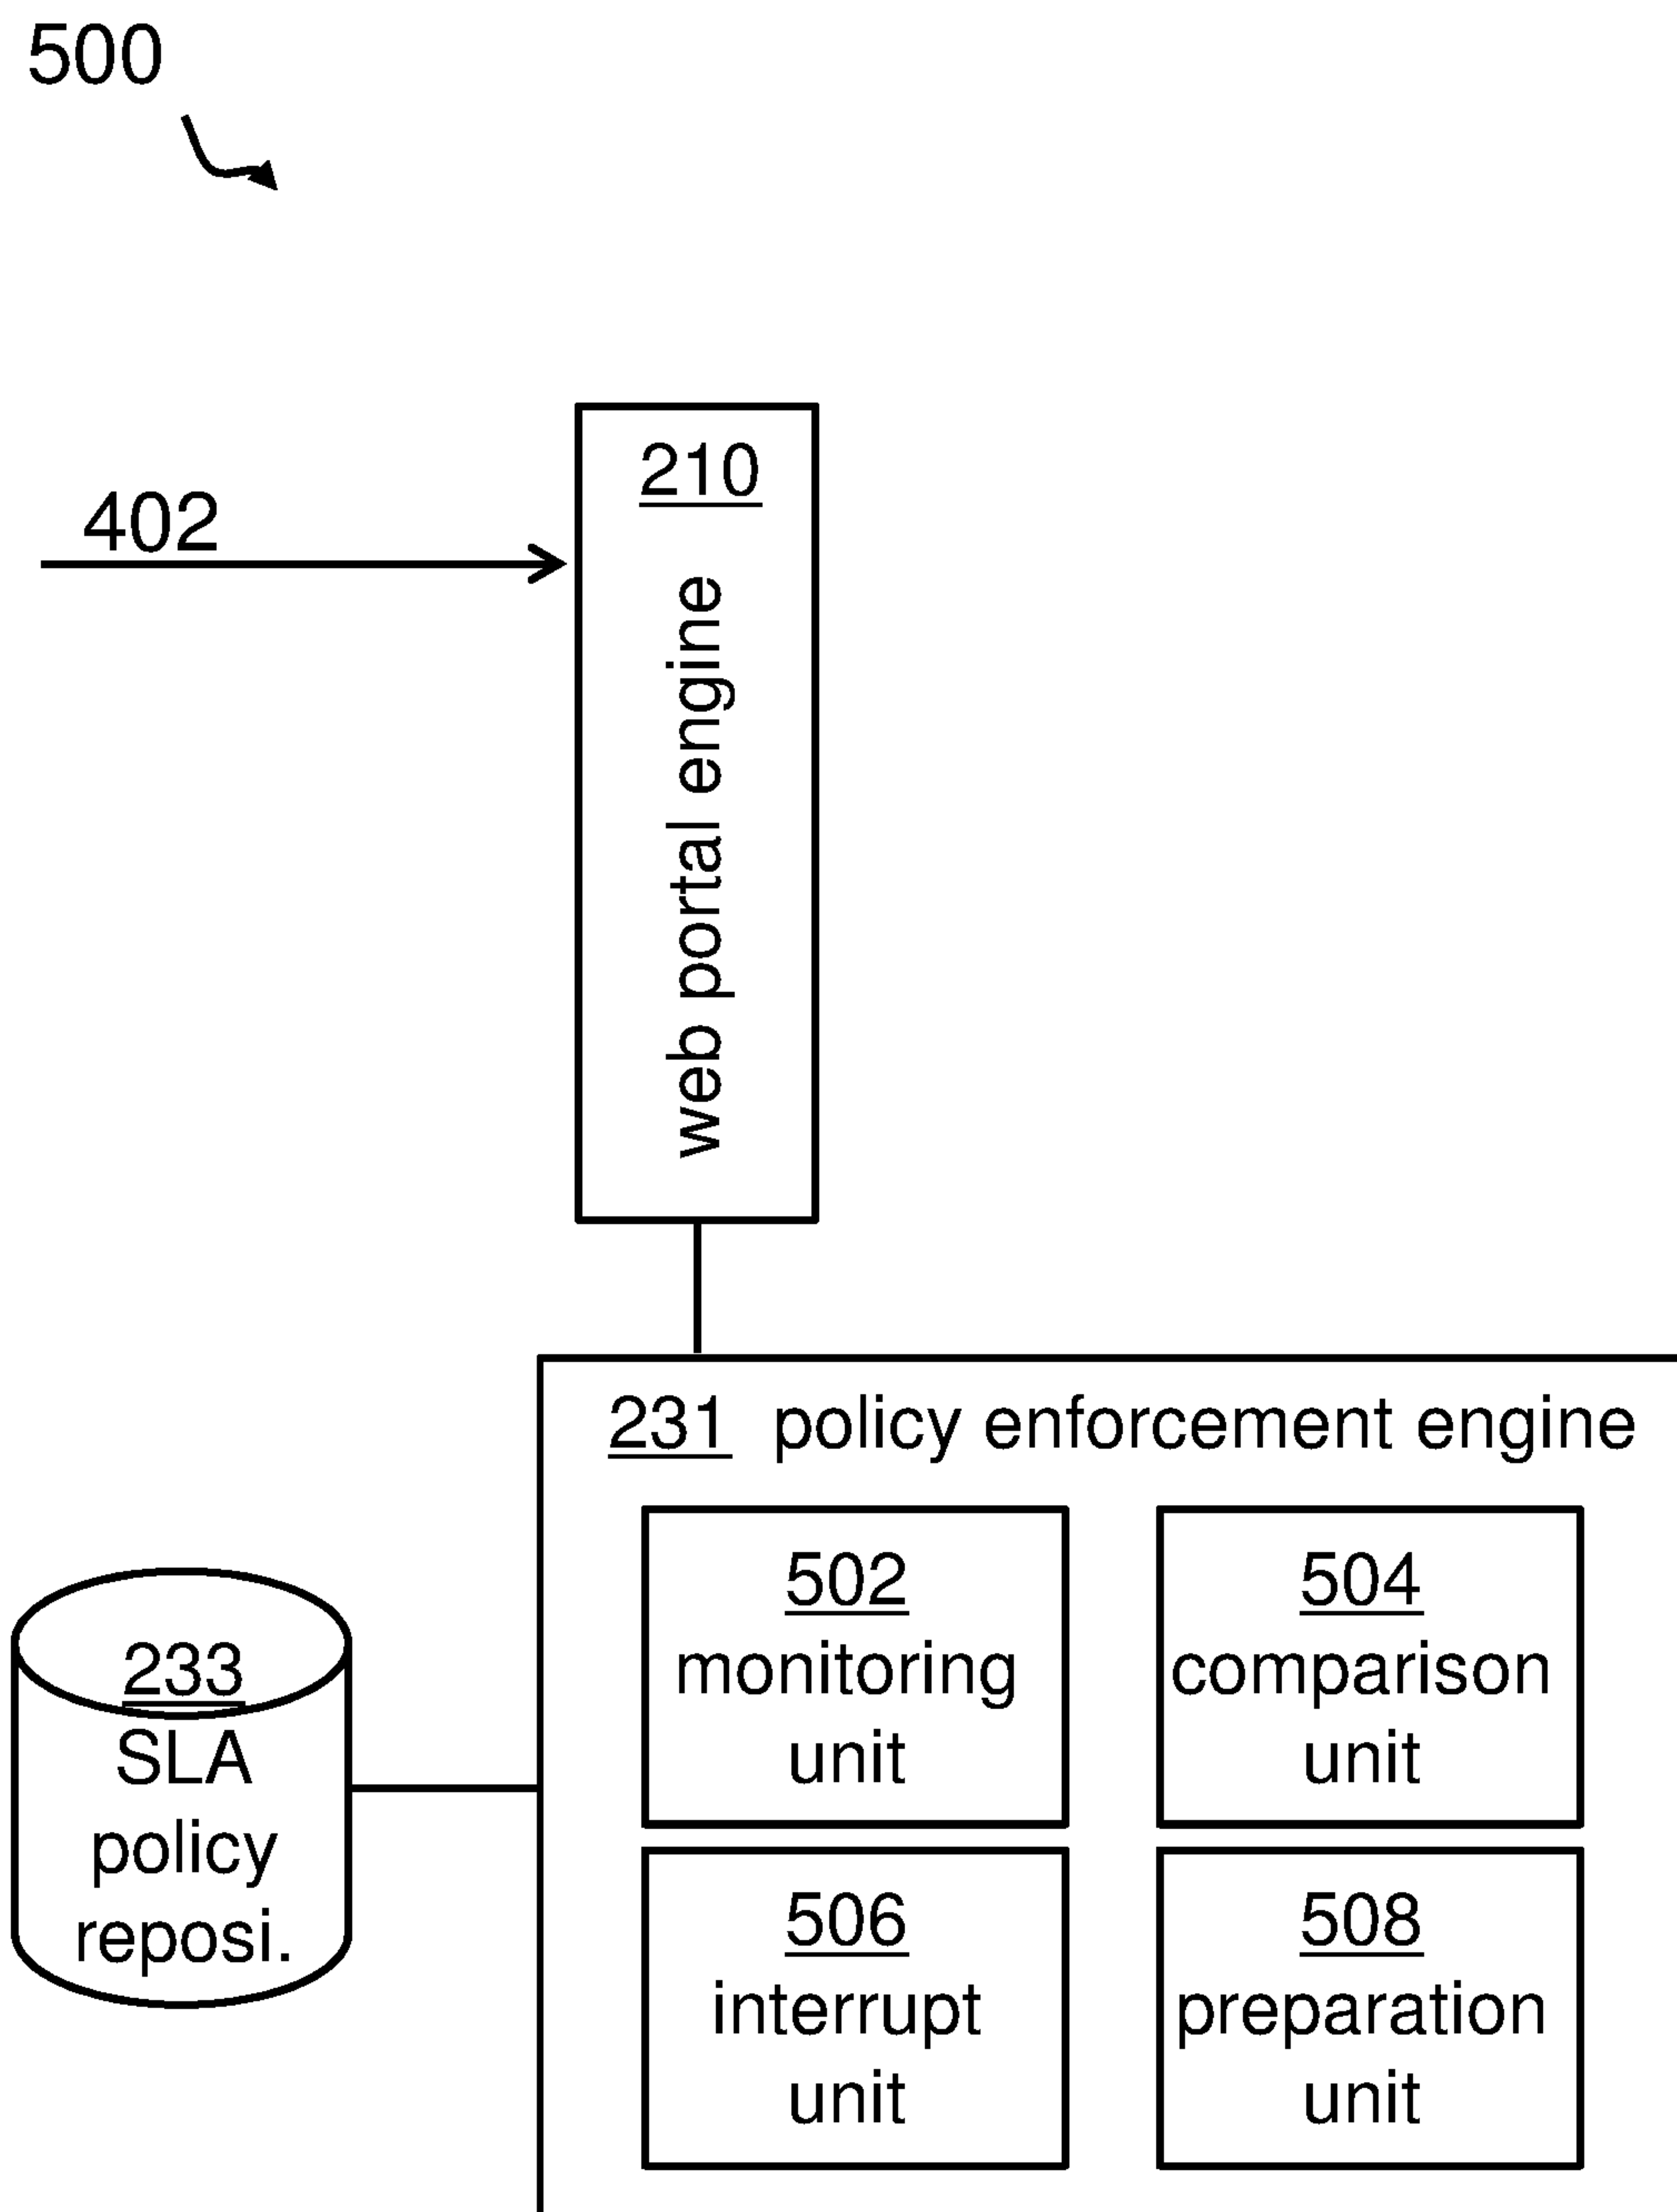 500
402
210
web portal engine
231 policy enforcement engine
502
monitoring
unit
504
comparison
unit
506
interrupt
unit
508
preparation
unit
233
SLA
policy
reposi.